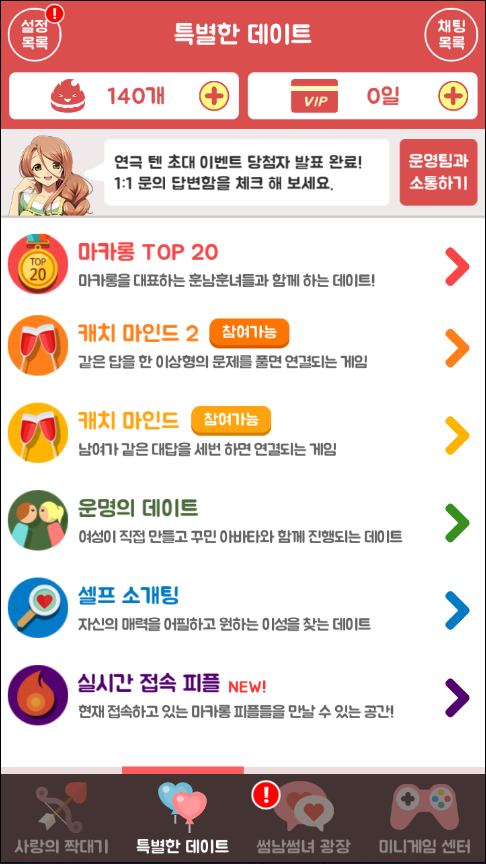 설정
목록
!
특별한 데이트
채팅
목록
140개
VIP
0일
연극 텐 초대 이벤트 당첨자 발표 완료!
1:1 문의 답변함을 체크 해 보세요.
운영팀과
소통하기
TOP
20
마카롱 TOP 20
마카롱을 대표하는 훈남훈녀들과 함께 하는 데이트!
캐치 마인드 2
참여가능
같은 답을 한 이상형의 문제를 풀면 연결되는 게임
캐치 마인드
참여가능
남여가 같은 대답을 세번 하면 연결되는 게임
운명의 데이트
여성이 직접 만들고 꾸민 아바타와 함께 진행되는 데이트
셀프 소개팅
자신의 매력을 어필하고 원하는 이성을 찾는 데이트
실시간 접속 피플 NEW!
현재 접속하고 있는 마카롱 피플들을 만날 수 있는 공간!
!
사랑의 짝대기
특별한 데이트
썸남썸녀 광장
미니게임 센터